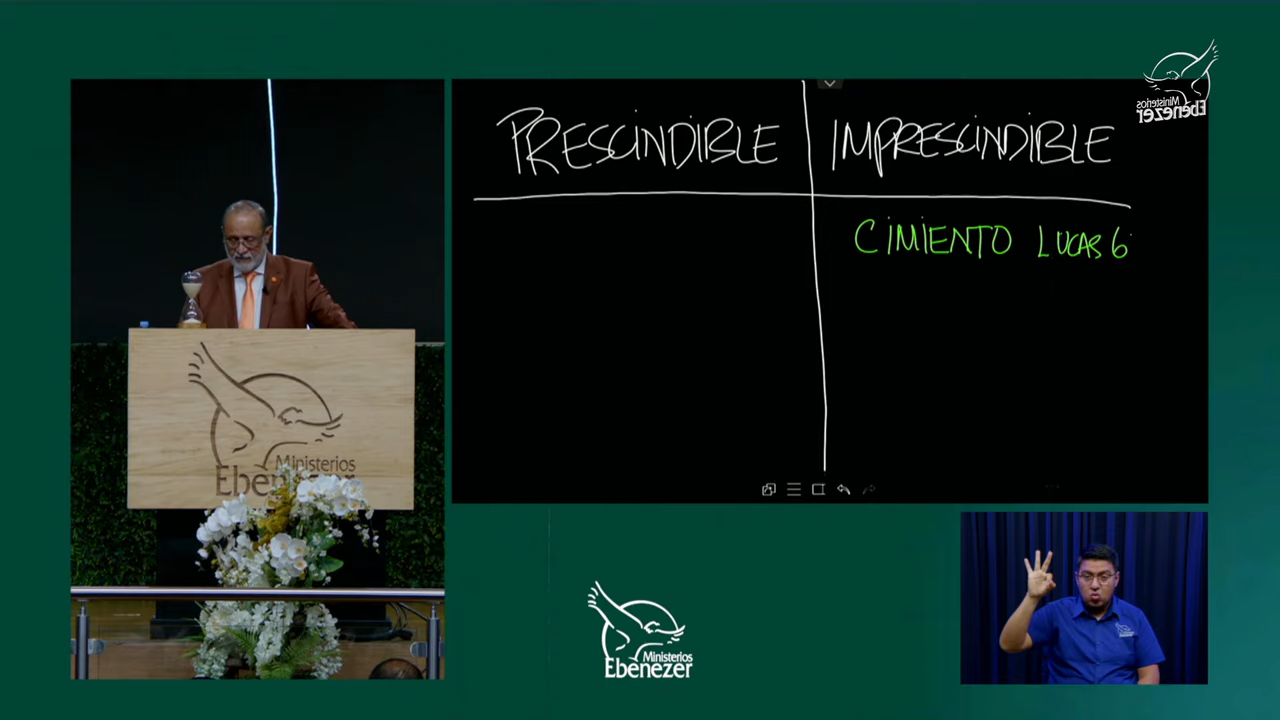 PRESCINDIBLE
IMPRESCINDIBLE
CIMIENTO LUCAS 6
Ministerios
Ebenezer
Ministerios
Ebenezer
Ministerios
Ebenezer